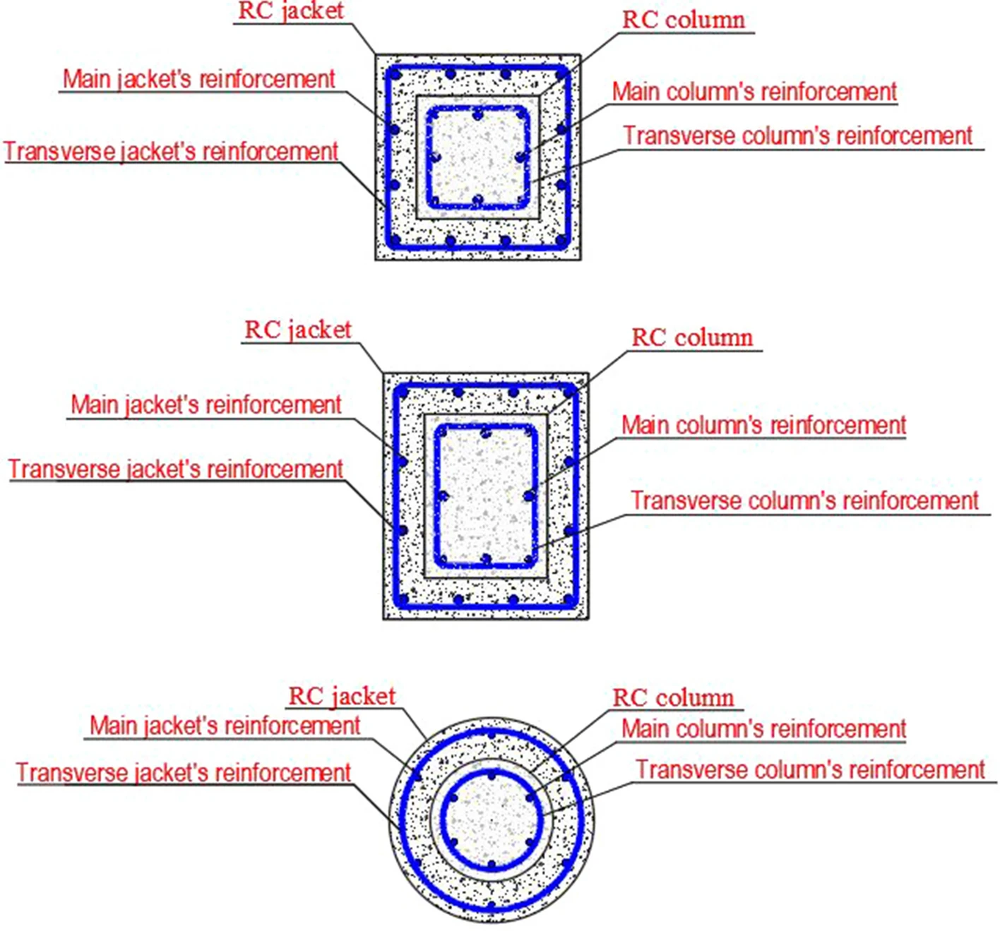 RC jacket
RC column
Main jacket's reinforcement
Main column's reinforcement
Transverse column's reinforcement
Transverse jacket's reinforcement
RC jacket
RC column
Main jacket's reinforcement
Main column's reinforcement
Transverse jacket's reinforcement
Transverse column's reinforcement
RC jacket
RC column
Main jacket's reinforcement
Main column's reinforcement
Transverse jacket's reinforcement
Transverse column's reinforcement